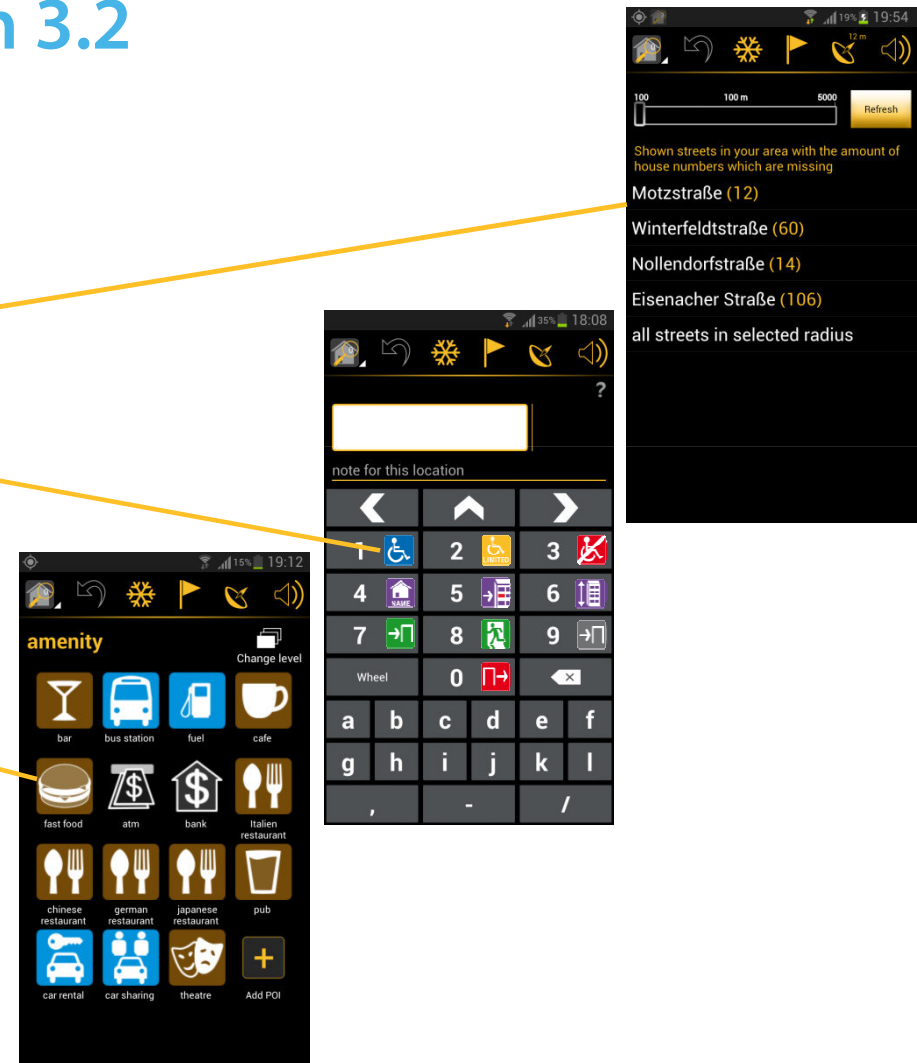 n 3.2
19% 19:54
12 m
100 100 m 5000
Refresh
Shown streets in your area with the amount of
house numbers which are missing
Motzstraße (12)
Winterfeldtstraße (60)
Nollendorfstraße (14)
Eisenacher Straße (106)
all streets in selected radius
35% 18:08
?
note for this location
1 2 LIMITED 3
4 NAME 5 6
7 8 9
Wheel 0
a b c d e f
g h i j k l
, - /
15% 19:12
amenity
Change level
bar bus station fuel cafe
fast food atm bank Italien
restaurant
chinese german japanese pub
restaurant restaurant restaurant
car rental car sharing theatre Add POI